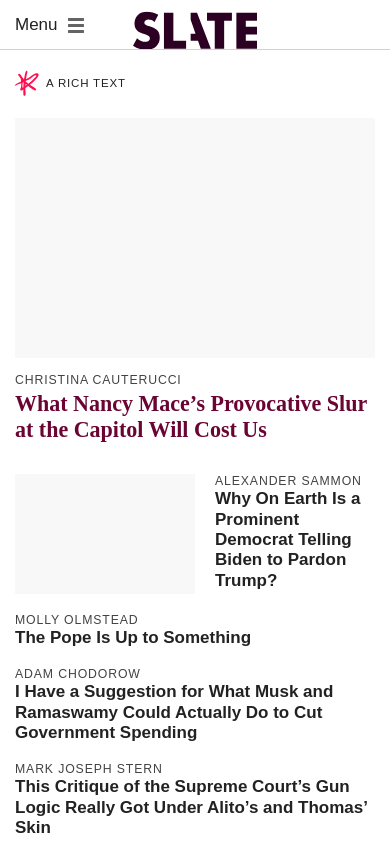 Menu
SLATE
A RICH TEXT
CHRISTINA CAUTERUCCI
What Nancy Mace’s Provocative Slur
at the Capitol Will Cost Us
ALEXANDER SAMMON
Why On Earth Is a
Prominent
Democrat Telling
Biden to Pardon
Trump?
MOLLY OLMSTEAD
The Pope Is Up to Something
ADAM CHODOROW
I Have a Suggestion for What Musk and
Ramaswamy Could Actually Do to Cut
Government Spending
MARK JOSEPH STERN
This Critique of the Supreme Court’s Gun
Logic Really Got Under Alito’s and Thomas’
Skin